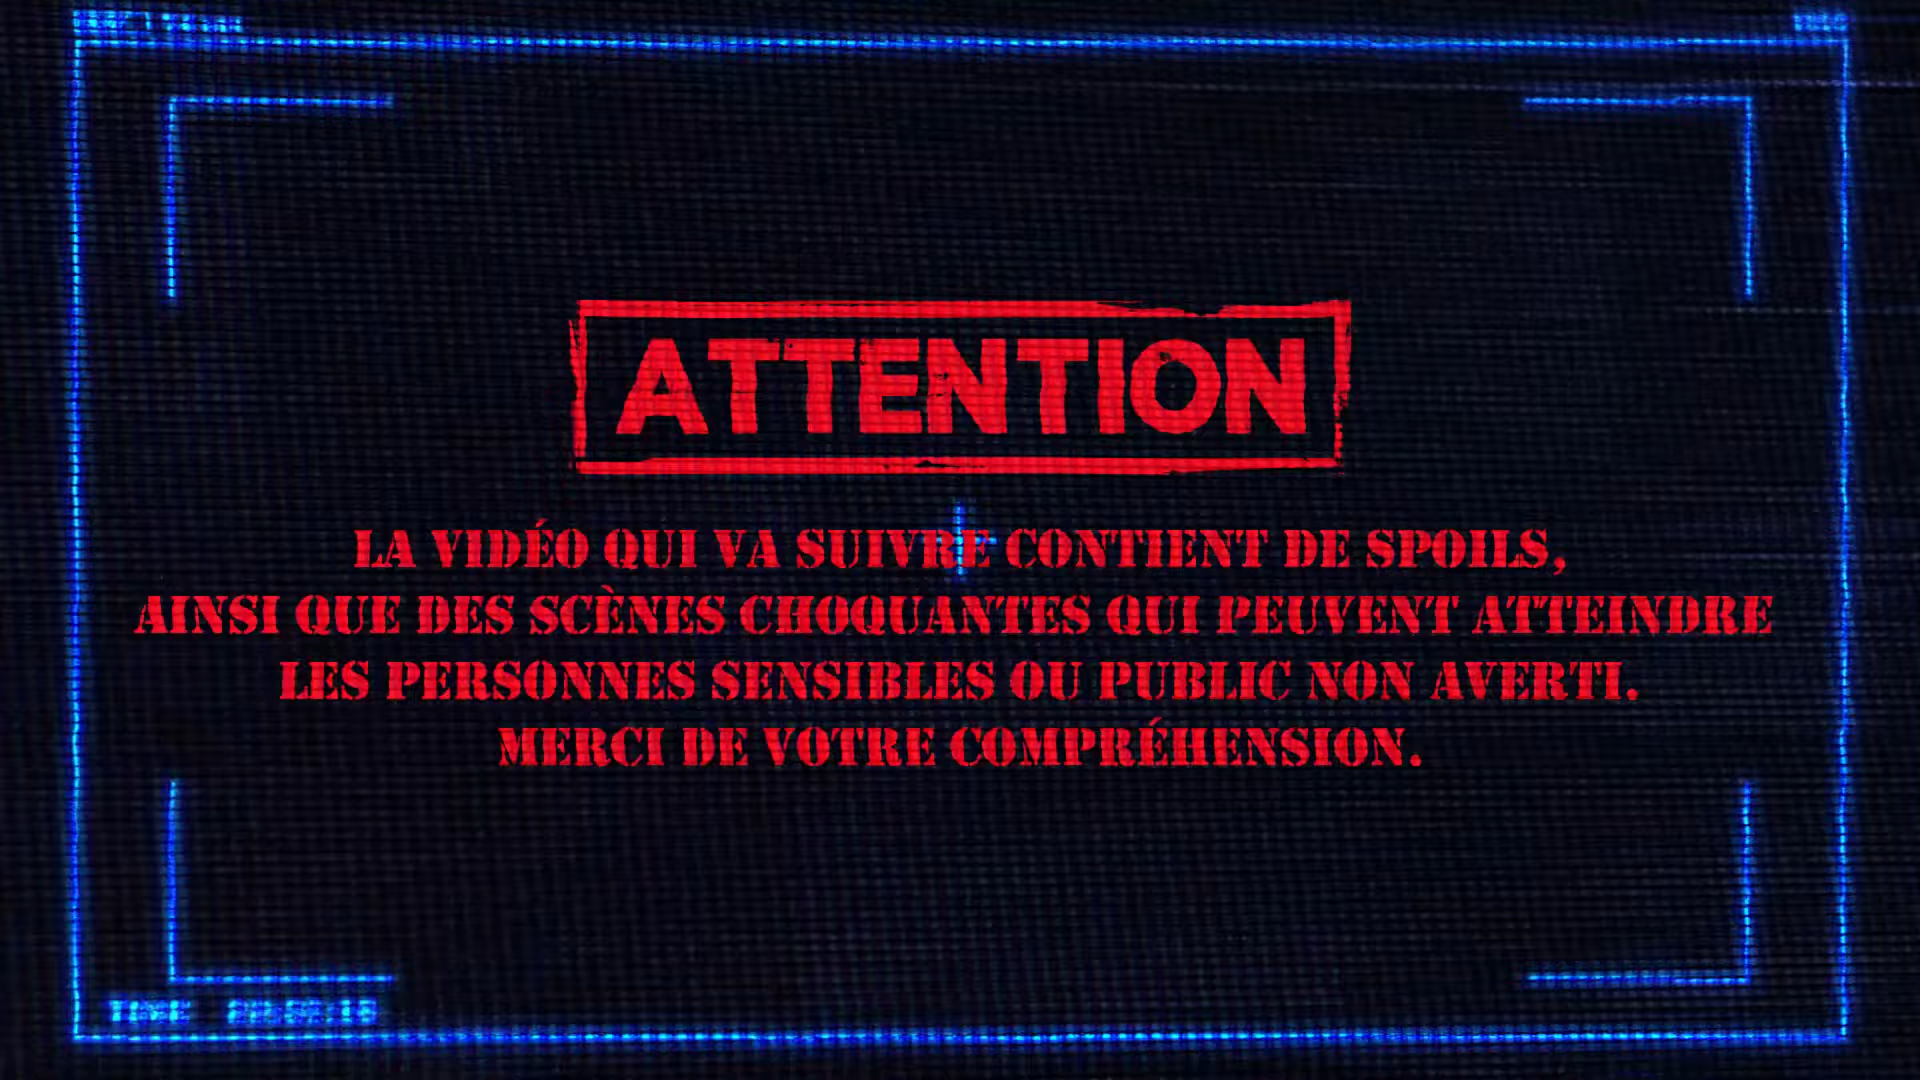 ATTENTION
LA VIDÉO QUI VA SUIVRE CONTIENT DE SPOILS,
AINSI QUE DES SCÈNES CHOQUANTES QUI PEUVENT ATTEINDRE
LES PERSONNES SENSIBLES OU PUBLIC NON AVERTI.
MERCI DE VOTRE COMPRÉHENSION.
TIME